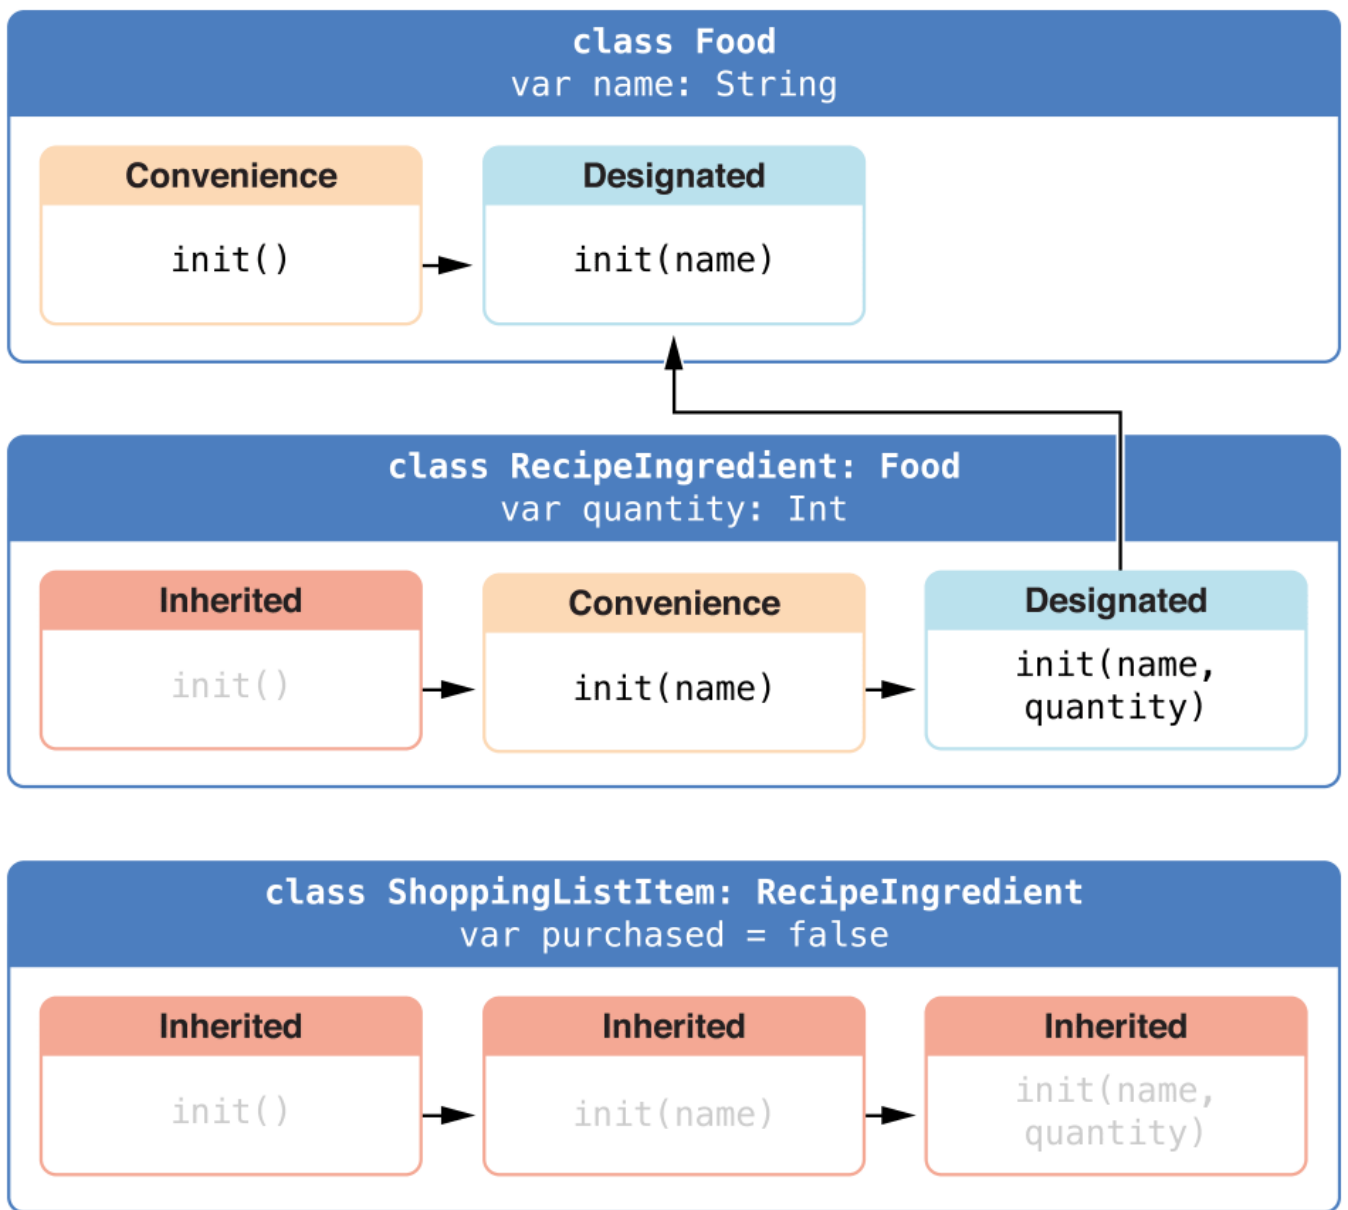 class Food
var name: String
Convenience
Designated
init()
init(name)
class RecipeIngredient: Food
var quantity: Int
Inherited
Convenience
Designated
init()
init(name)
init(name,
quantity)
class ShoppingListItem: RecipeIngredient
var purchased = false
Inherited
Inherited
Inherited
init()
init(name)
init(name,
quantity)